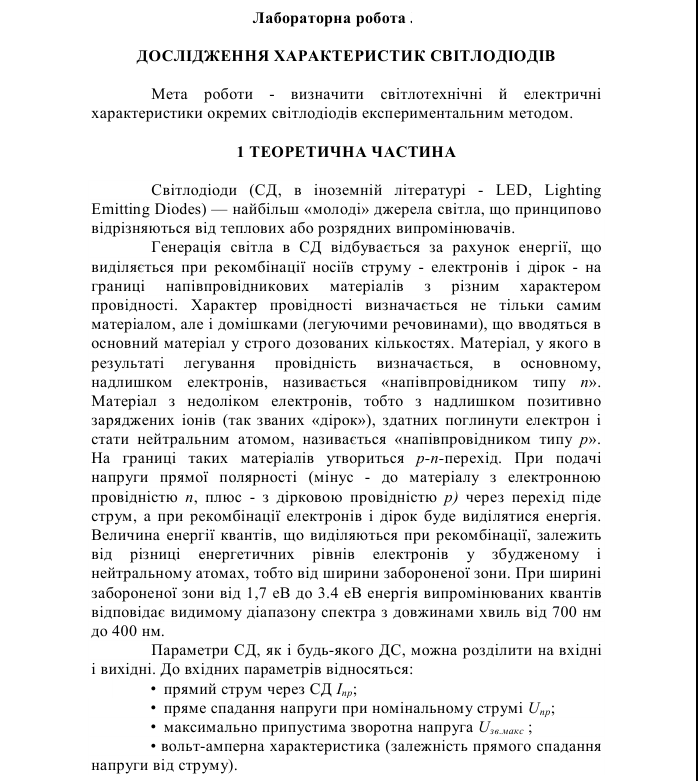 Лабораторна робота .
ДОСЛІДЖЕННЯ ХАРАКТЕРИСТИК СВІТЛОДІОДІВ
Мета роботи - визначити світлотехнічні й електричні
характеристики окремих світлодіодів експериментальним методом.
1 ТЕОРЕТИЧНА ЧАСТИНА
Світлодіоди (СД, в іноземній літературі - LED, Lighting
Emitting Diodes) — найбільш «молоді» джерела світла, що принципово
відрізняються від теплових або розрядних випромінювачів.
Генерація світла в СД відбувається за рахунок енергії, що
виділяється при рекомбінації носіїв струму - електронів і дірок - на
границі напівпровідникових матеріалів з різним характером
провідності. Характер провідності визначається не тільки самим
матеріалом, але і домішками (легуючими речовинами), що вводяться в
основний матеріал у строго дозованих кількостях. Матеріал, у якого в
результаті легування провідність визначається, в основному,
надлишком електронів, називається «напівпровідником типу n».
Матеріал з недоліком електронів, тобто з надлишком позитивно
заряджених іонів (так званих «дірок»), здатних поглинути електрон і
стати нейтральним атомом, називається «напівпровідником типу p».
На границі таких матеріалів утвориться p-n-перехід. При подачі
напруги прямої полярності (мінус - до матеріалу з електронною
провідністю n, плюс - з дірковою провідністю p) через перехід піде
струм, а при рекомбінації електронів і дірок буде виділятися енергія.
Величина енергії квантів, що виділяються при рекомбінації, залежить
від різниці енергетичних рівнів електронів у збудженому і
нейтральному атомах, тобто від ширини забороненої зони. При ширині
забороненої зони від 1,7 еВ до 3.4 еВ енергія випромінюваних квантів
відповідає видимому діапазону спектра з довжинами хвиль від 700 нм
до 400 нм.
Параметри СД, як і будь-якого ДС, можна розділити на вхідні
і вихідні. До вхідних параметрів відносяться:
• прямий струм через СД Iпр;
• пряме спадання напруги при номінальному струмі Uпр;
• максимально припустима зворотна напруга Uзв.макс ;
• вольт-амперна характеристика (залежність прямого спадання
напруги від струму).